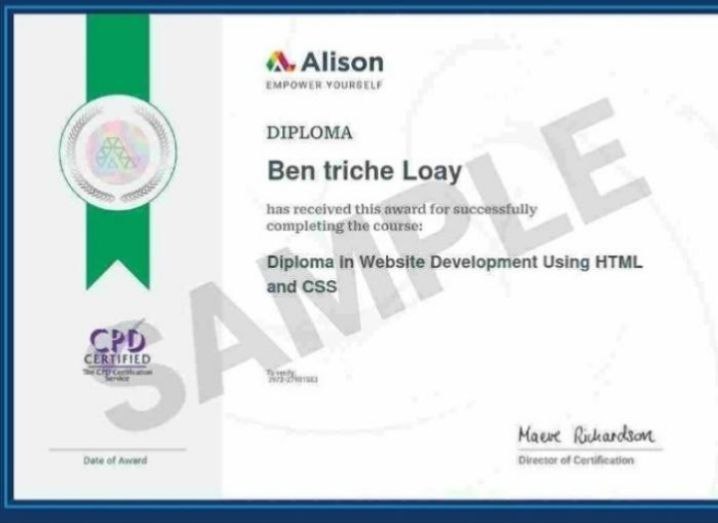 Alison
EMPOWER YOURSELF
DIPLOMA
Ben triche Loay
has received this award for successfully
completing the course:
Diploma in Website Development Using HTML
and CSS
SAMPLE
CPD
CERTIFIED
The CPD Certification
Service
To verify:
Date of Award
Maeve Richardson
Director of Certification